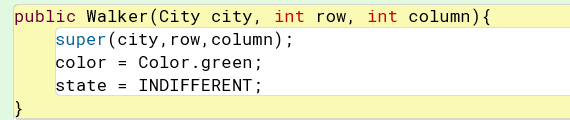 public Walker(City city, int row, int column){
super(city,row,column);
color = Color.green;
state = INDIFFERENT;
}